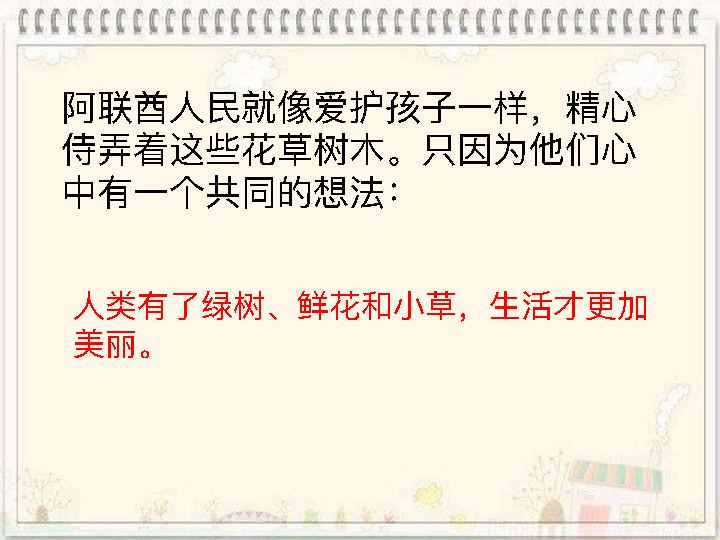 阿联酋人民就像爱护孩子一样，精心
侍弄着这些花草树木。只因为他们心
中有一个共同的想法：
人类有了绿树、鲜花和小草，生活才更加
美丽。